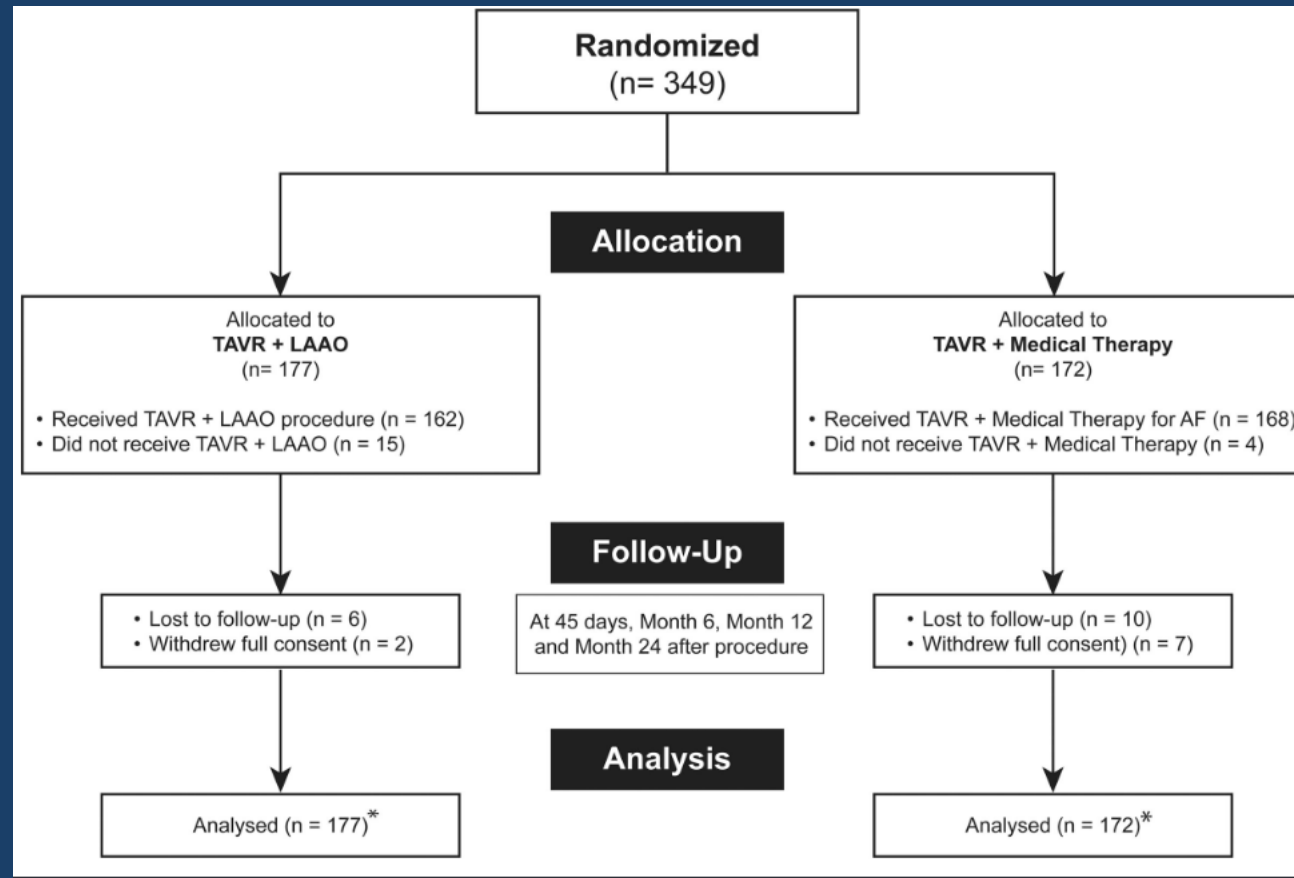 Randomized
(n= 349)
Allocation
Allocated to
TAVR + LAAO
(n= 177)
• Received TAVR + LAAO procedure (n = 162)
• Did not receive TAVR + LAAO (n = 15)
Allocated to
TAVR + Medical Therapy
(n= 172)
• Received TAVR + Medical Therapy for AF (n = 168)
• Did not receive TAVR + Medical Therapy (n = 4)
Follow-Up
• Lost to follow-up (n = 6)
• Withdrew full consent (n = 2)
At 45 days, Month 6, Month 12
and Month 24 after procedure
• Lost to follow-up (n = 10)
• Withdrew full consent) (n = 7)
Analysis
Analysed (n = 177)*
Analysed (n = 172)*